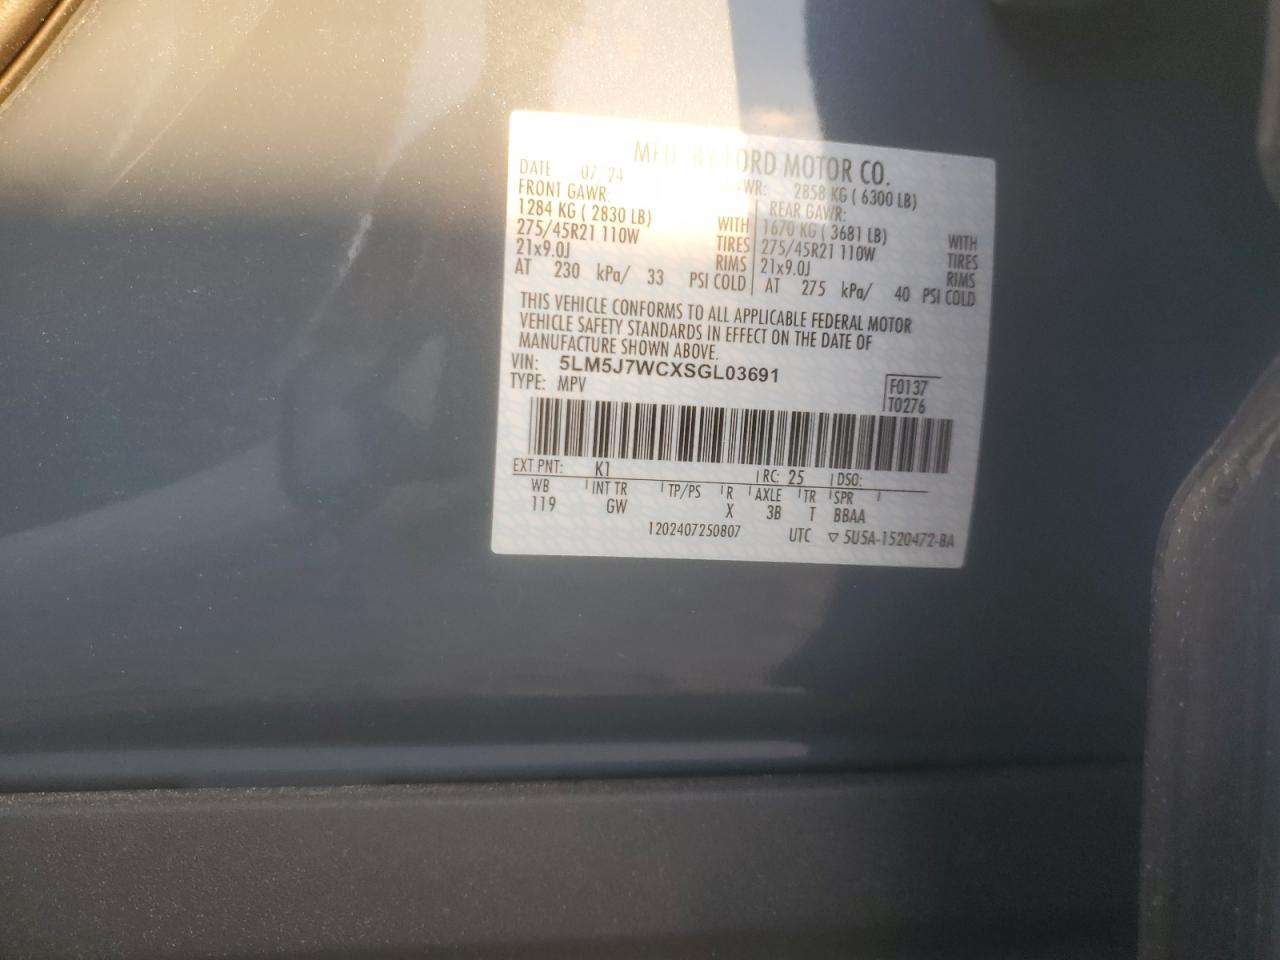 MFD. BY FORD MOTOR CO.
DATE 07/24 2858 KG ( 6300 LB)
FRONT GAWR: REAR GAWR:
1284 KG ( 2830 LB) WITH 1670 KG ( 3681 LB) WITH
275/45R21 110W TIRES 275/45R21 110W TIRES
21x9.0J RIMS 21x9.0J RIMS
AT 230 kPa/ 33 PSI COLD AT 275 kPa/ 40 PSI COLD
THIS VEHICLE CONFORMS TO ALL APPLICABLE FEDERAL MOTOR
VEHICLE SAFETY STANDARDS IN EFFECT ON THE DATE OF
MANUFACTURE SHOWN ABOVE.
VIN: 5LM5J7WCXSGL03691
TYPE: MPV F0137
T0276
EXT PNT: K1 RC: 25 DSO:
WB INT TR TP/PS R AXLE TR SPR
119 GW X 3B T BBAA
1202407250807 UTC ▽ 5U5A-1520472-BA